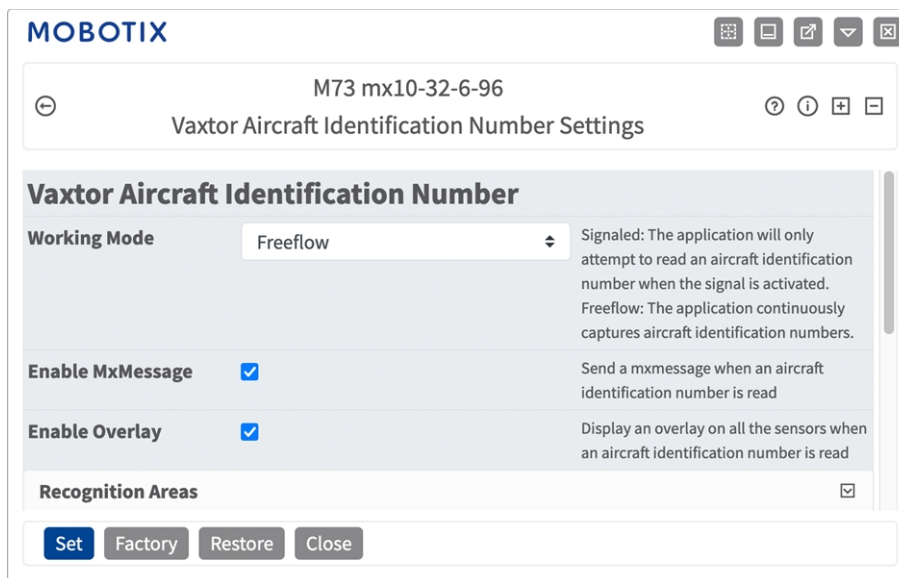 MOBOTIX
M73 mx10-32-6-96
Vaxtor Aircraft Identification Number Settings
Vaxtor Aircraft Identification Number
Working Mode
Freeflow
Signaled: The application will only
attempt to read an aircraft identification
number when the signal is activated.
Freeflow: The application continuously
captures aircraft identification numbers.
Enable MxMessage
Send a mxmessage when an aircraft
identification number is read
Enable Overlay
Display an overlay on all the sensors when
an aircraft identification number is read
Recognition Areas
Set Factory Restore Close